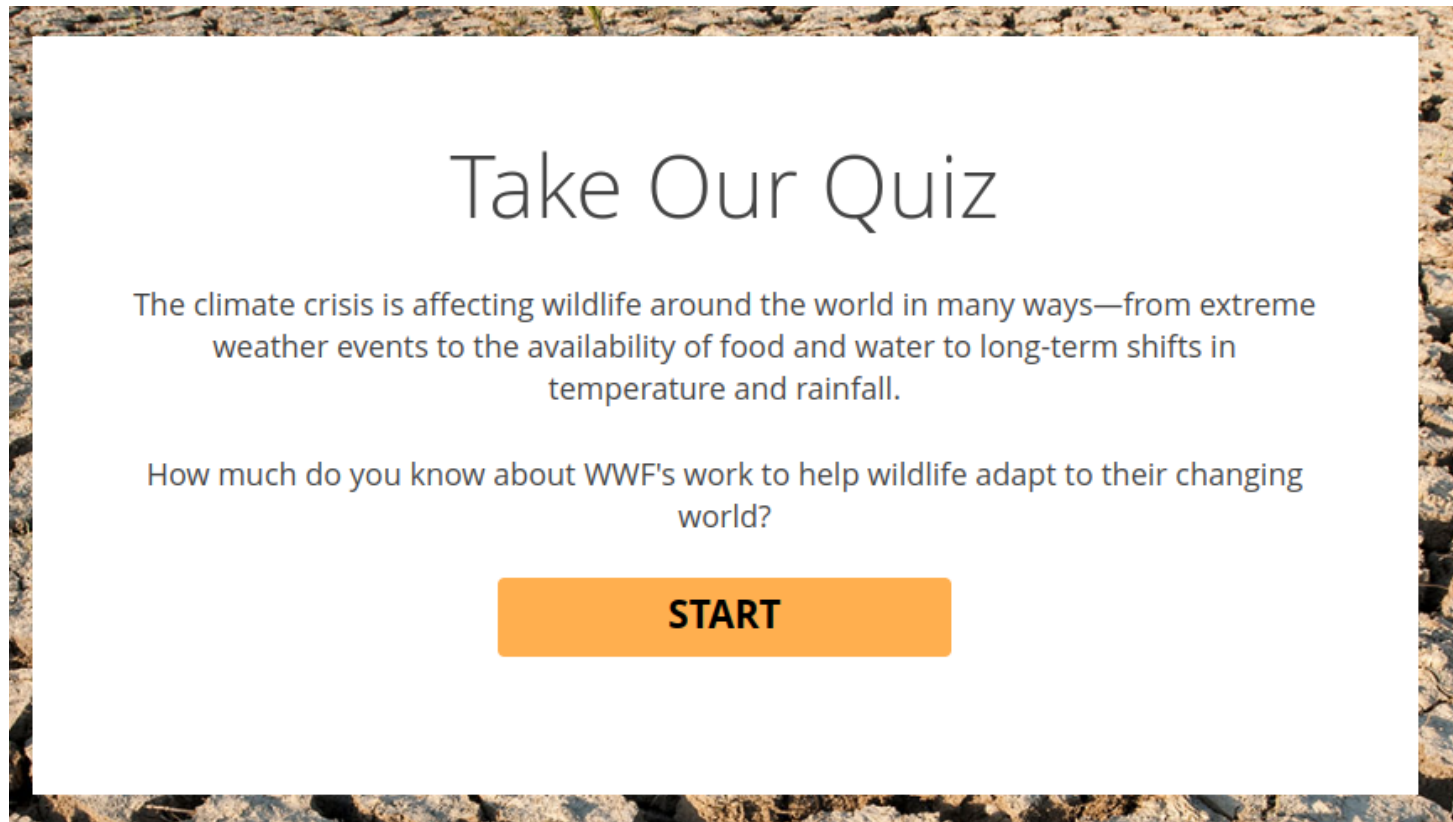 Take Our Quiz
The climate crisis is affecting wildlife around the world in many ways—from extreme
weather events to the availability of food and water to long-term shifts in
temperature and rainfall.
How much do you know about WWF's work to help wildlife adapt to their changing
world?
START